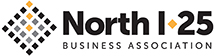 North I 25
BUSINESS ASSOCIATION